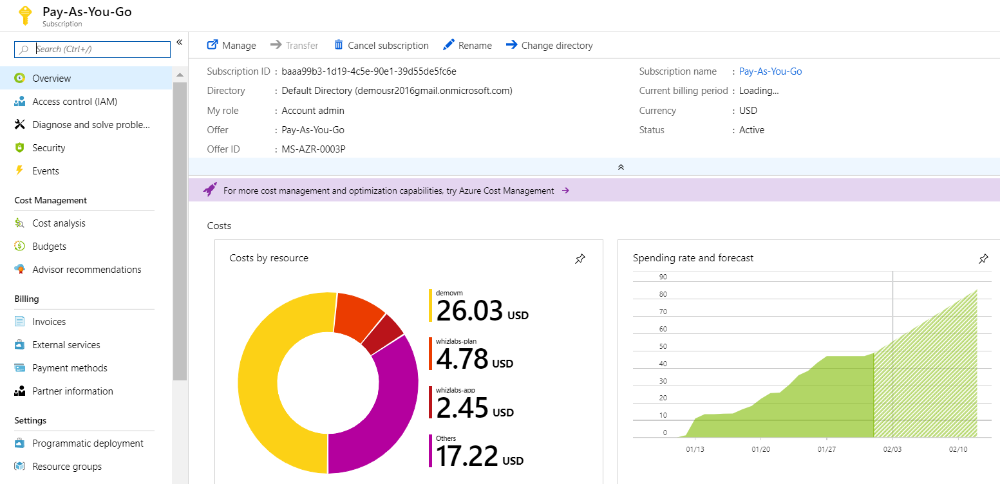 Pay-As-You-Go
Subscription
Search (Ctrl+/)
«
Overview
Access control (IAM)
Diagnose and solve proble...
Security
Events
Cost Management
Cost analysis
Budgets
Advisor recommendations
Billing
Invoices
External services
Payment methods
Partner information
Settings
Programmatic deployment
Resource groups
Manage
Transfer
Cancel subscription
Rename
Change directory
Subscription ID : baaa99b3-1d19-4c5e-90e1-39d55de5fc6e
Directory : Default Directory (demousr2016gmail.onmicrosoft.com)
My role : Account admin
Offer : Pay-As-You-Go
Offer ID : MS-AZR-0003P
Subscription name : Pay-As-You-Go
Current billing period : Loading...
Currency : USD
Status : Active
For more cost management and optimization capabilities, try Azure Cost Management
Costs
Costs by resource
demovm
26.03 USD
whizlabs-plan
4.78 USD
whizlabs-app
2.45 USD
Others
17.22 USD
Spending rate and forecast
90
80
70
60
50
40
30
20
10
0
01/13 01/20 01/27 02/03 02/10